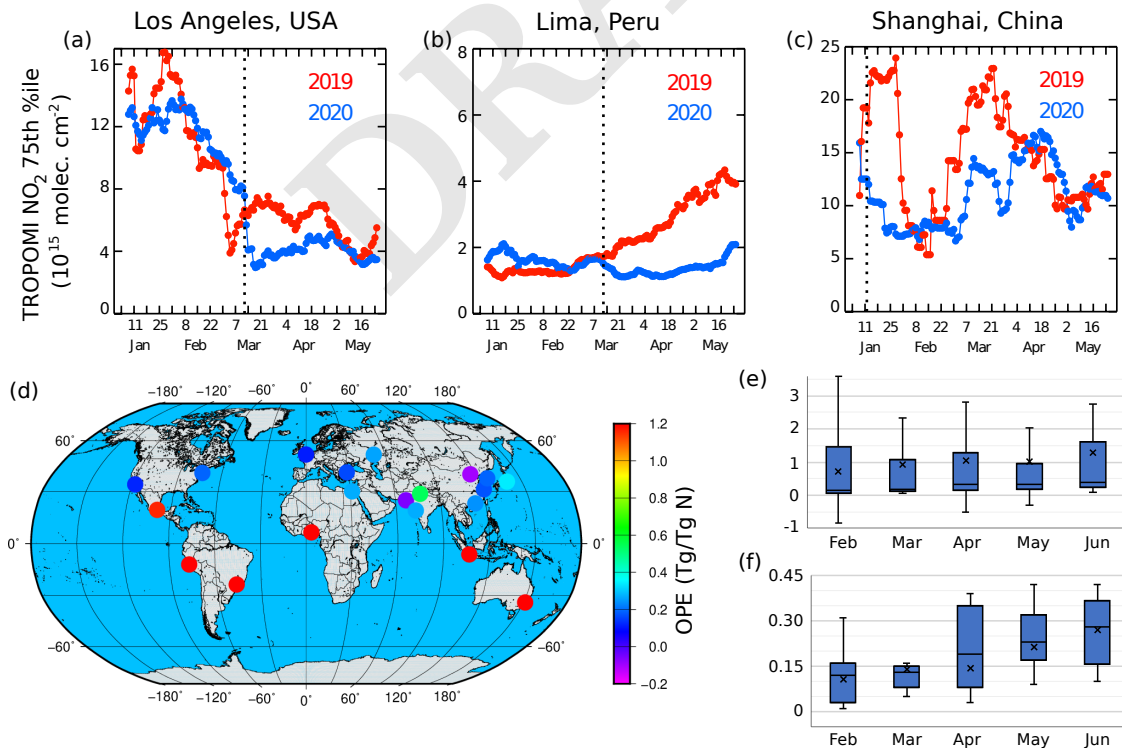 Los Angeles, USA
Lima, Peru
Shanghai, China
(a)
(b)
(c)
TROPOMI NO2 75th %ile
(10^15 molec. cm^-2)
16
12
8
4
0
2019
2020
11 25 8 22 7 21 4 18 2 16
Jan Feb Mar Apr May
8
6
4
2
0
2019
2020
11 25 8 22 7 21 4 18 2 16
Jan Feb Mar Apr May
25
20
15
10
5
0
2019
2020
11 25 8 22 7 21 4 18 2 16
Jan Feb Mar Apr May
DRA
(d)
−180° −120° −60° 0° 60° 120° 180°
60° 60°
0° 0°
−60° −60°
−180° −120° −60° 0° 60° 120° 180°
1.2
1.0
0.8
0.6
0.4
0.2
0.0
−0.2
OPE (Tg/Tg N)
(e)
3
2
1
0
-1
Feb Mar Apr May Jun
(f)
0.45
0.30
0.15
0
Feb Mar Apr May Jun